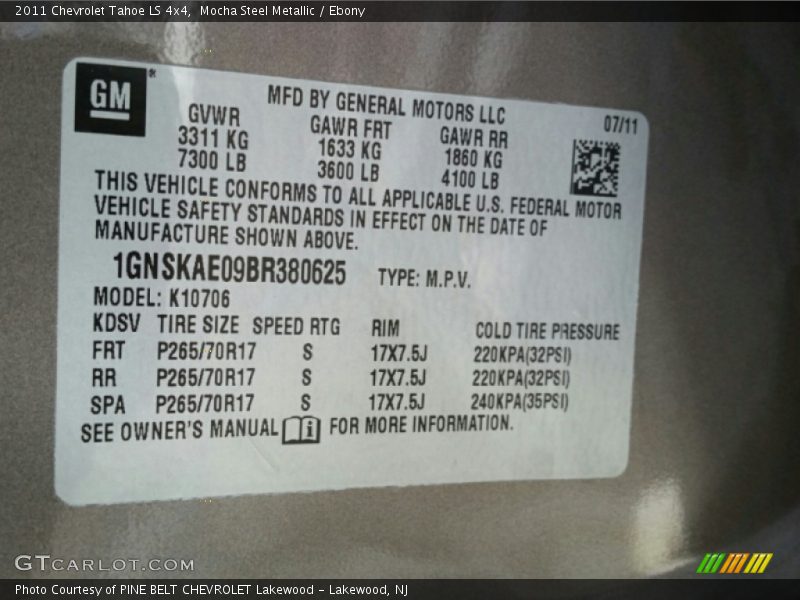 2011 Chevrolet Tahoe LS 4x4,  Mocha Steel Metallic / Ebony
GM®
MFD BY GENERAL MOTORS LLC
07/11
GVWR GAWR FRT GAWR RR
3311 KG 1633 KG 1860 KG
7300 LB 3600 LB 4100 LB
THIS VEHICLE CONFORMS TO ALL APPLICABLE U.S. FEDERAL MOTOR
VEHICLE SAFETY STANDARDS IN EFFECT ON THE DATE OF
MANUFACTURE SHOWN ABOVE.
1GNSKAE09BR380625 TYPE: M.P.V.
MODEL: K10706
KDSV TIRE SIZE SPEED RTG RIM COLD TIRE PRESSURE
FRT P265/70R17 S 17X7.5J 220KPA(32PSI)
RR P265/70R17 S 17X7.5J 220KPA(32PSI)
SPA P265/70R17 S 17X7.5J 240KPA(35PSI)
SEE OWNER'S MANUAL i FOR MORE INFORMATION.
GTCARLOT.COM
Photo Courtesy of PINE BELT CHEVROLET Lakewood - Lakewood, NJ